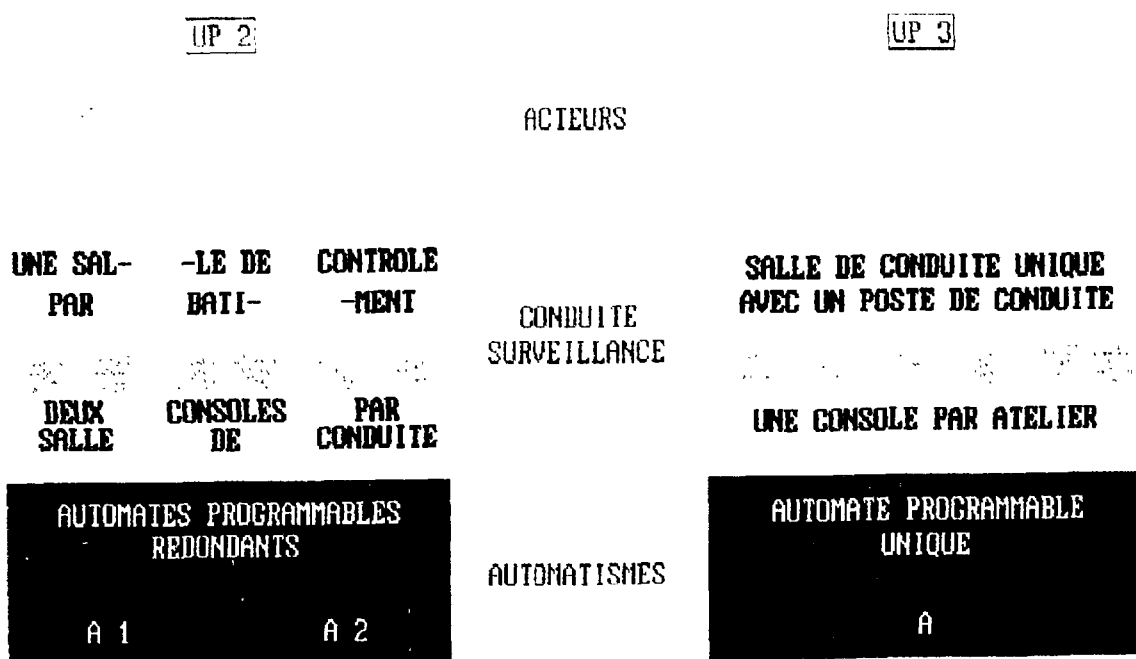 UP 2
UP 3
ACTEURS
UNE SAL- -LE DE CONTROLE
PAR BATI- -MENT
SALLE DE CONDUITE UNIQUE
AVEC UN POSTE DE CONDUITE
CONDUITE
SURVEILLANCE
DEUX CONSOLES PAR
SALLE DE CONDUITE
UNE CONSOLE PAR ATELIER
AUTOMATES PROGRAMMABLES
REDONDANTS
A 1 A 2
AUTOMATISMES
AUTOMATE PROGRAMMABLE
UNIQUE
A